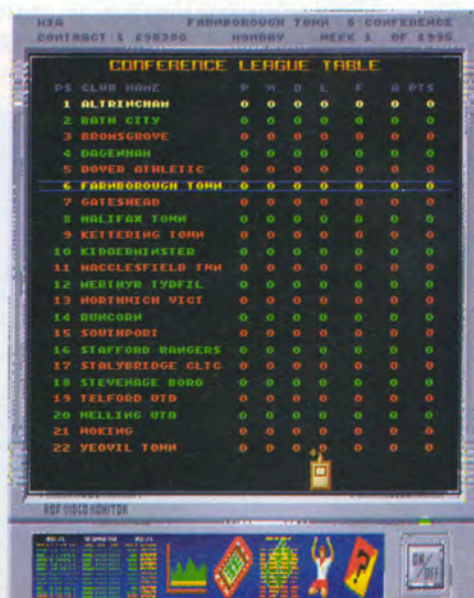 FARNBOROUGH TOWN 6 CONFERENCE
CONTRACT £ 698300 MONDAY WEEK 1 OF 1995
CONFERENCE LEAGUE TABLE
PS CLUB NAME P W D L F A PTS
1 ALTRINCHAM 0 0 0 0 0 0 0
2 BATH CITY 0 0 0 0 0 0 0
3 BROMSGROVE 0 0 0 0 0 0 0
4 DAGENHAM 0 0 0 0 0 0 0
5 DOVER ATHLETIC 0 0 0 0 0 0 0
6 FARNBOROUGH TOWN 0 0 0 0 0 0 0
7 GATESHEAD 0 0 0 0 0 0 0
8 HALIFAX TOWN 0 0 0 0 0 0 0
9 KETTERING TOWN 0 0 0 0 0 0 0
10 KIDDERMINSTER 0 0 0 0 0 0 0
11 MACCLESFIELD TWN 0 0 0 0 0 0 0
12 MERTHYR TYDFIL 0 0 0 0 0 0 0
13 NORTHWICH VICT 0 0 0 0 0 0 0
14 RUNCORN 0 0 0 0 0 0 0
15 SOUTHPORT 0 0 0 0 0 0 0
16 STAFFORD RANGERS 0 0 0 0 0 0 0
17 STALYBRIDGE CLTC 0 0 0 0 0 0 0
18 STEVENAGE BORO 0 0 0 0 0 0 0
19 TELFORD UTD 0 0 0 0 0 0 0
20 WELLING UTD 0 0 0 0 0 0 0
21 WOKING 0 0 0 0 0 0 0
22 YEOVIL TOWN 0 0 0 0 0 0 0
VIDEO MONITOR
?
ON/
OFF